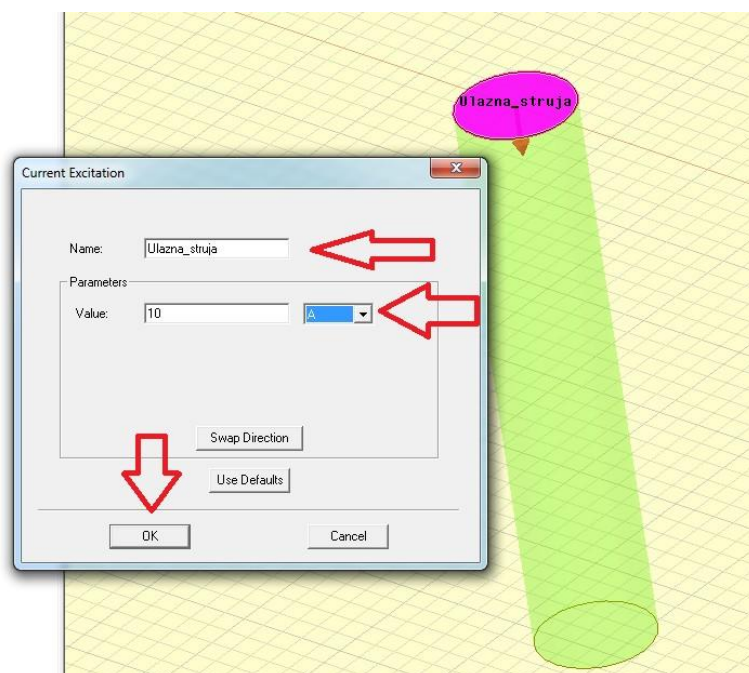 Ulazna_struja
Current Excitation
X
Name: Ulazna_struja
Parameters
Value: 10 A
Swap Direction
Use Defaults
OK Cancel